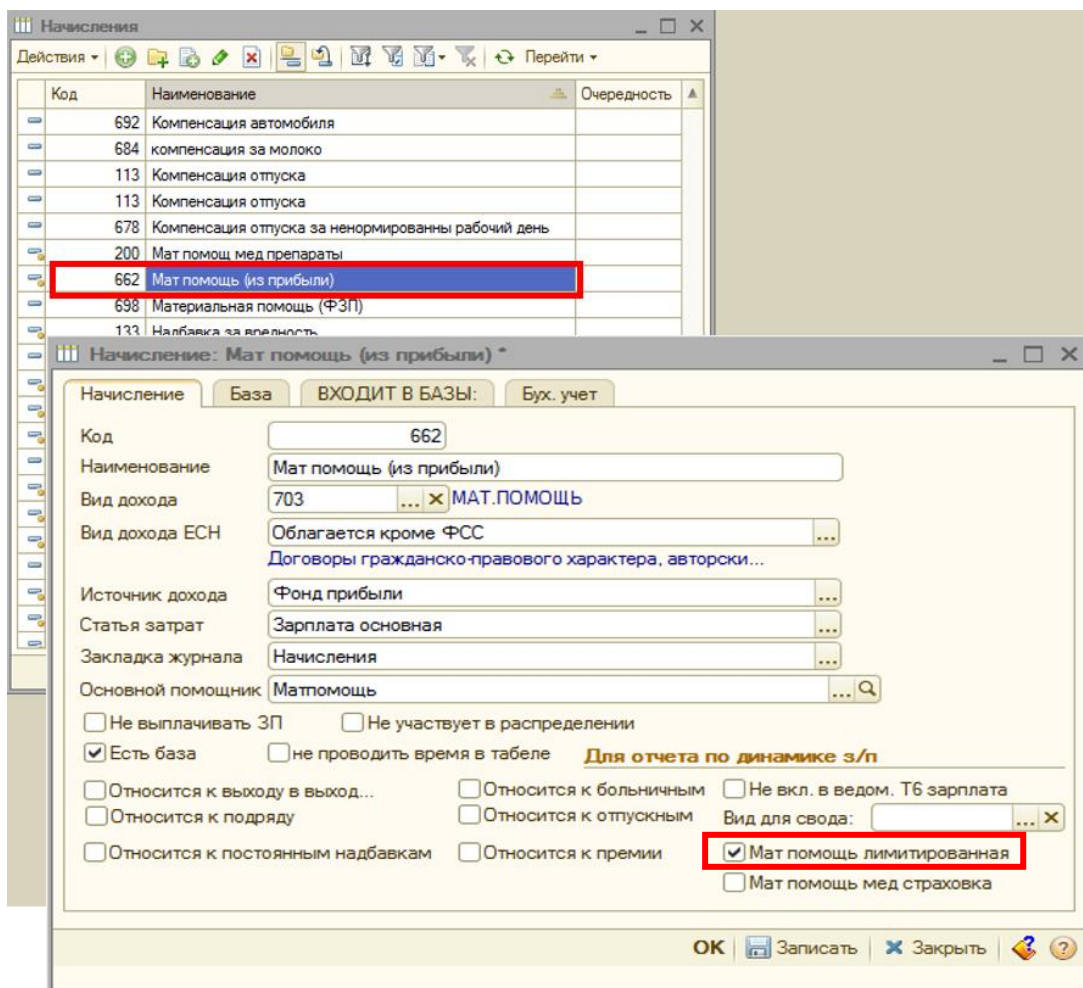 Начисления
Действия Перейти
Код Наименование Очередность
692 Компенсация автомобиля
684 компенсация за молоко
113 Компенсация отпуска
113 Компенсация отпуска
678 Компенсация отпуска за ненормированны рабочий день
200 Мат помощ мед препараты
662 Мат помощь (из прибыли)
698 Материальная помощь (ФЗП)
133 Надбавка за вредность
Начисление: Мат помощь (из прибыли) *
Начисление База ВХОДИТ В БАЗЫ: Бух. учет
Код 662
Наименование Мат помощь (из прибыли)
Вид дохода 703 ... МАТ.ПОМОЩЬ
Вид дохода ЕСН Облагается кроме ФСС ...
Договоры гражданско-правового характера, авторски...
Источник дохода Фонд прибыли ...
Статья затрат Зарплата основная ...
Закладка журнала Начисления ...
Основной помощник Матпомощь ...
Не выплачивать ЗП Не участвует в распределении
Есть база не проводить время в табеле Для отчета по динамике з/п
Относится к выходу в выход... Относится к больничным Не вкл. в ведом. Т6 зарплата
Относится к подряду Относится к отпускным Вид для свода: ...
Относится к постоянным надбавкам Относится к премии Мат помощь лимитированная
Мат помощь мед страховка
OK Записать Закрыть ?